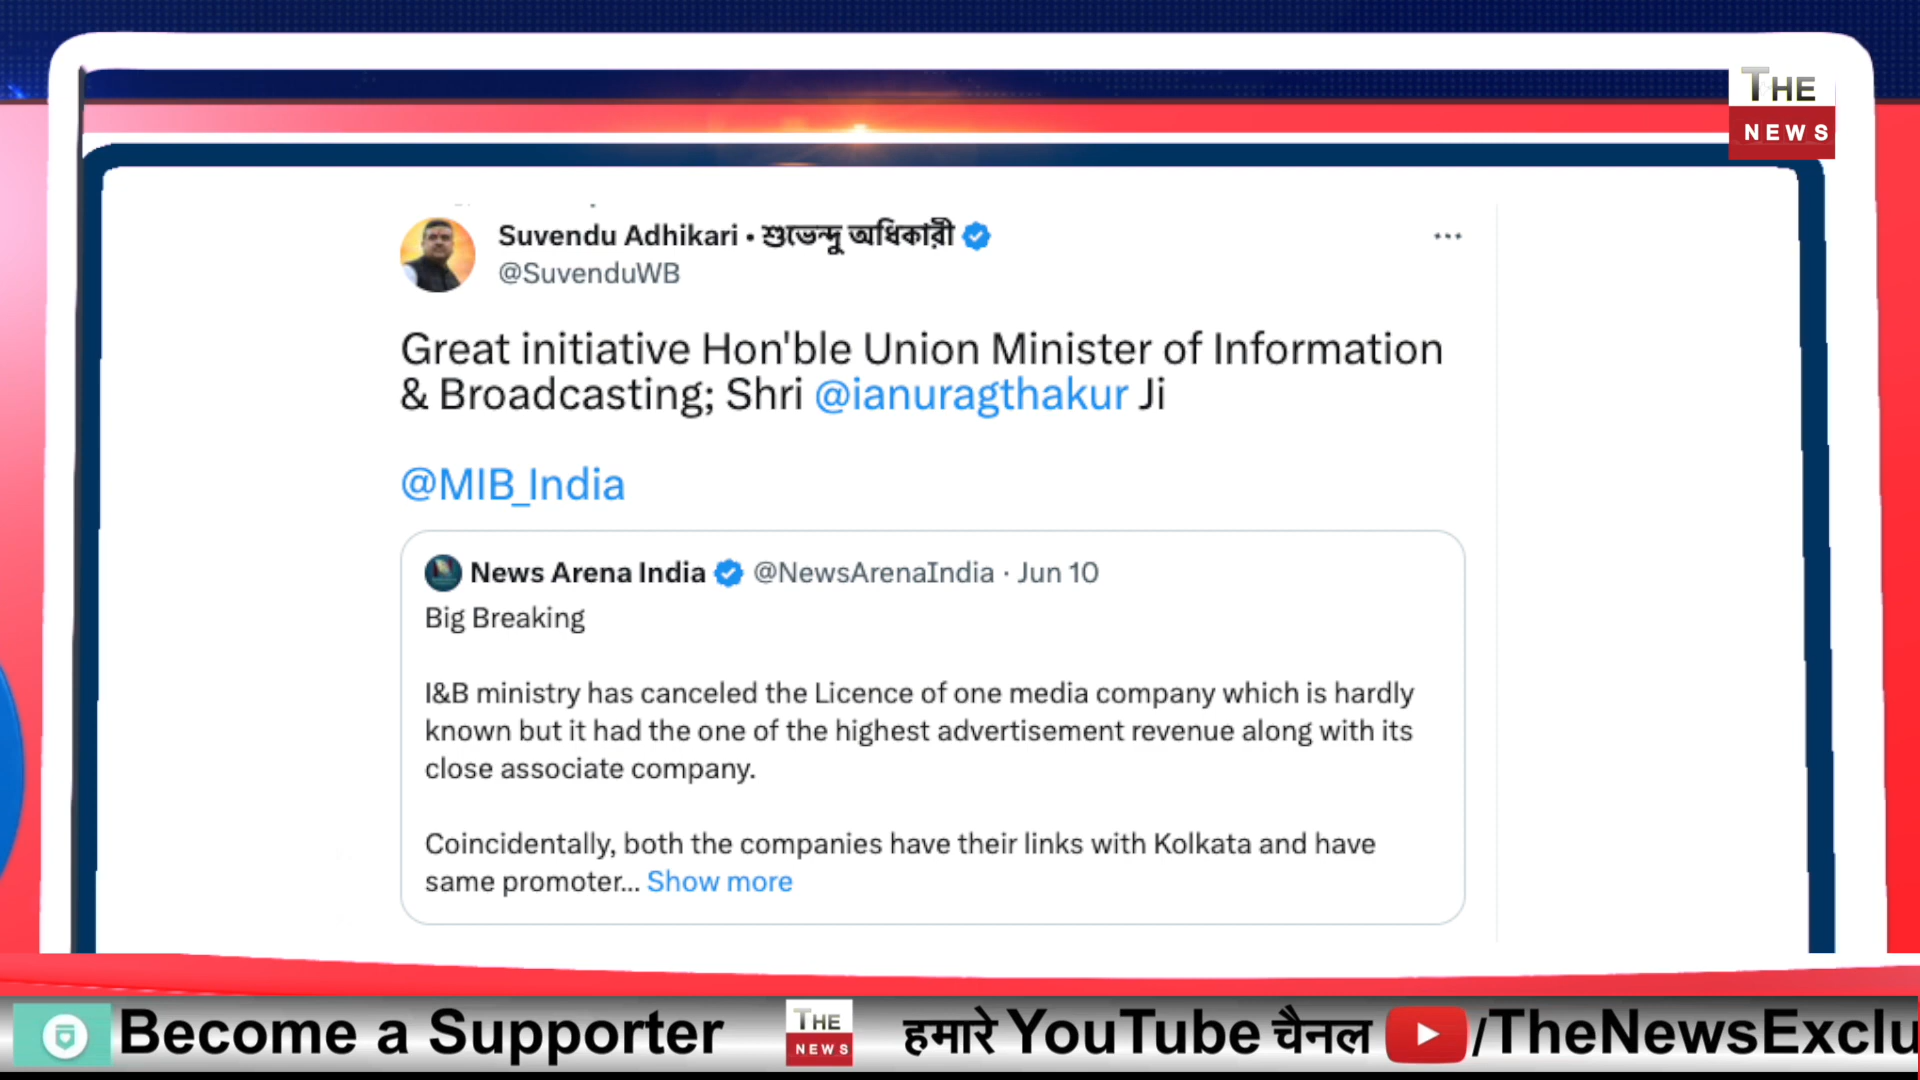 THE
NEWS
Suvendu Adhikari • শুভেন্দু অধিকারী
@SuvenduWB
Great initiative Hon'ble Union Minister of Information
& Broadcasting; Shri @ianuragthakur Ji
@MIB_India
News Arena India @NewsArenaIndia · Jun 10
Big Breaking
I&B ministry has canceled the Licence of one media company which is hardly
known but it had the one of the highest advertisement revenue along with its
close associate company.
Coincidentally, both the companies have their links with Kolkata and have
same promoter... Show more
Become a Supporter THE NEWS हमारे YouTube चैनल /TheNewsExclu